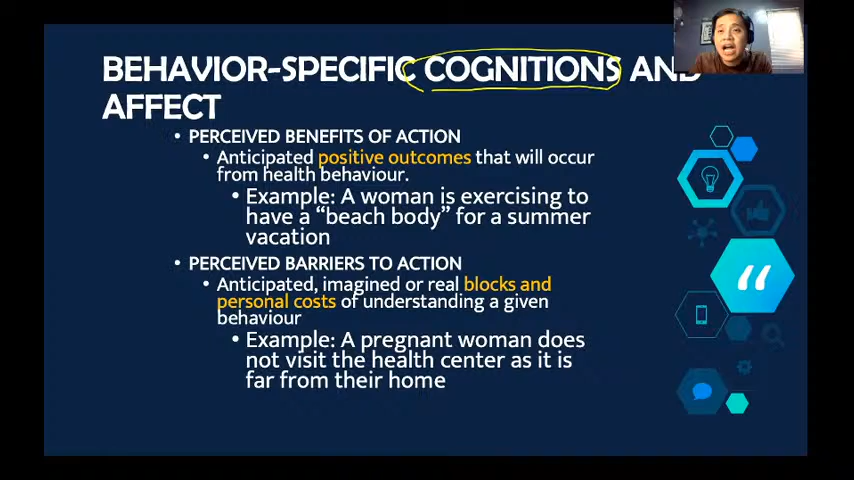 BEHAVIOR-SPECIFIC COGNITIONS AND
AFFECT
• PERCEIVED BENEFITS OF ACTION
• Anticipated positive outcomes that will occur
from health behaviour.
• Example: A woman is exercising to
have a “beach body” for a summer
vacation
• PERCEIVED BARRIERS TO ACTION
• Anticipated, imagined or real blocks and
personal costs of understanding a given
behaviour
• Example: A pregnant woman does
not visit the health center as it is
far from their home